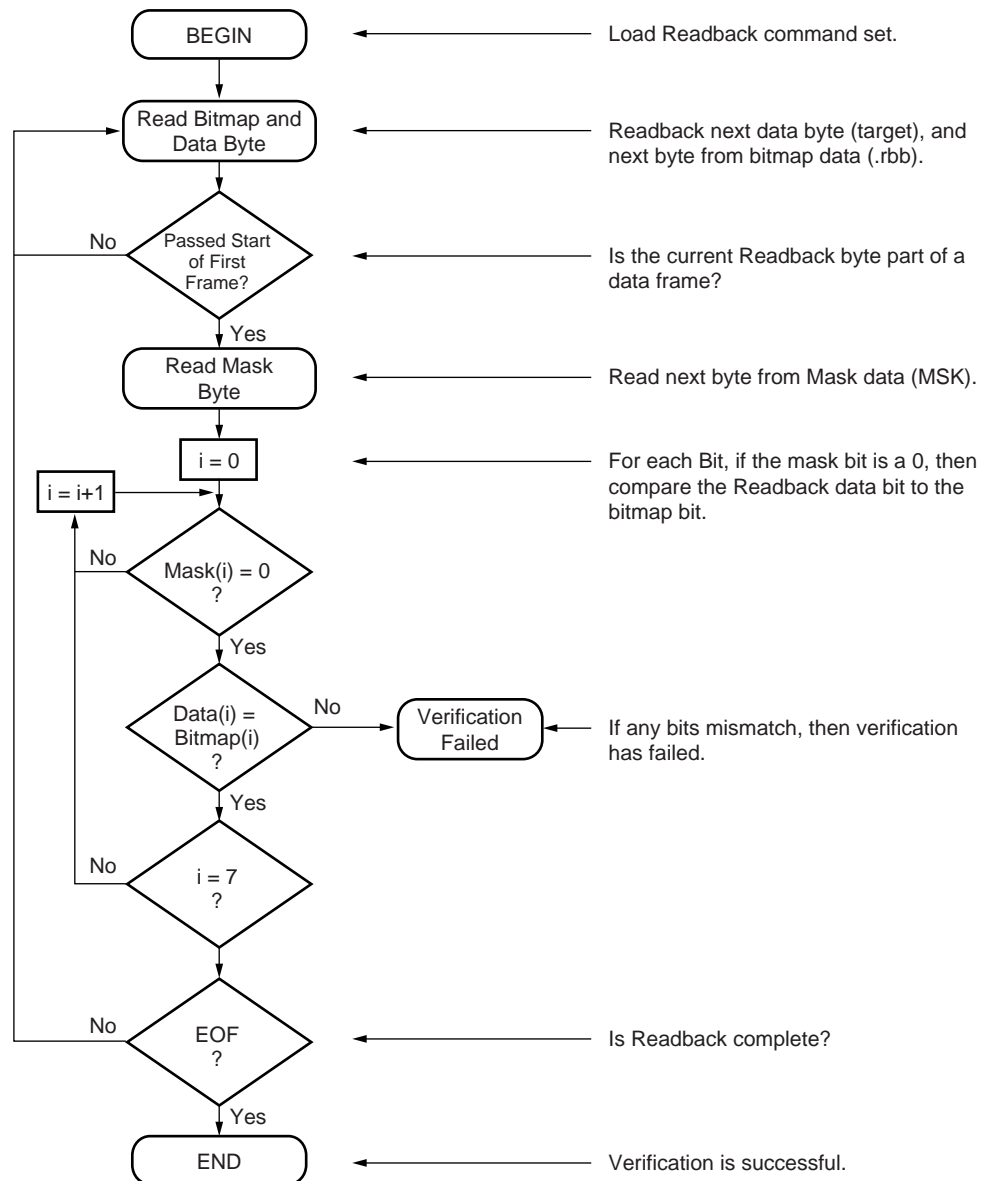 BEGIN
Load Readback command set.
Read Bitmap and
Data Byte
Readback next data byte (target), and
next byte from bitmap data (.rbb).
No
Passed Start
of First
Frame?
Is the current Readback byte part of a
data frame?
Yes
Read Mask
Byte
Read next byte from Mask data (MSK).
i = 0
For each Bit, if the mask bit is a 0, then
compare the Readback data bit to the
bitmap bit.
i = i+1
No
Mask(i) = 0
?
Yes
Data(i) =
Bitmap(i)
?
No
Verification
Failed
If any bits mismatch, then verification
has failed.
Yes
No
i = 7
?
No
EOF
?
Is Readback complete?
Yes
END
Verification is successful.